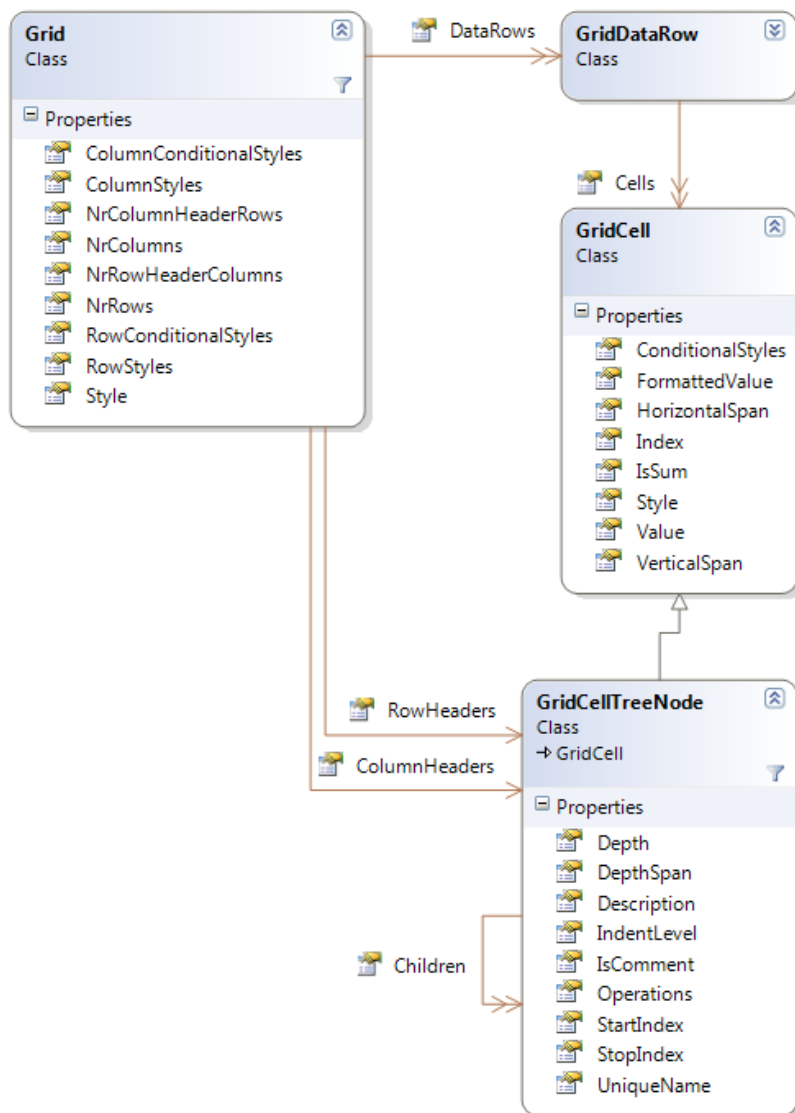 Grid
Class
Properties
ColumnConditionalStyles
ColumnStyles
NrColumnHeaderRows
NrColumns
NrRowHeaderColumns
NrRows
RowConditionalStyles
RowStyles
Style
DataRows
GridDataRow
Class
Cells
GridCell
Class
Properties
ConditionalStyles
FormattedValue
HorizontalSpan
Index
IsSum
Style
Value
VerticalSpan
RowHeaders
ColumnHeaders
GridCellTreeNode
Class
GridCell
Properties
Depth
DepthSpan
Description
IndentLevel
IsComment
Operations
StartIndex
StopIndex
UniqueName
Children